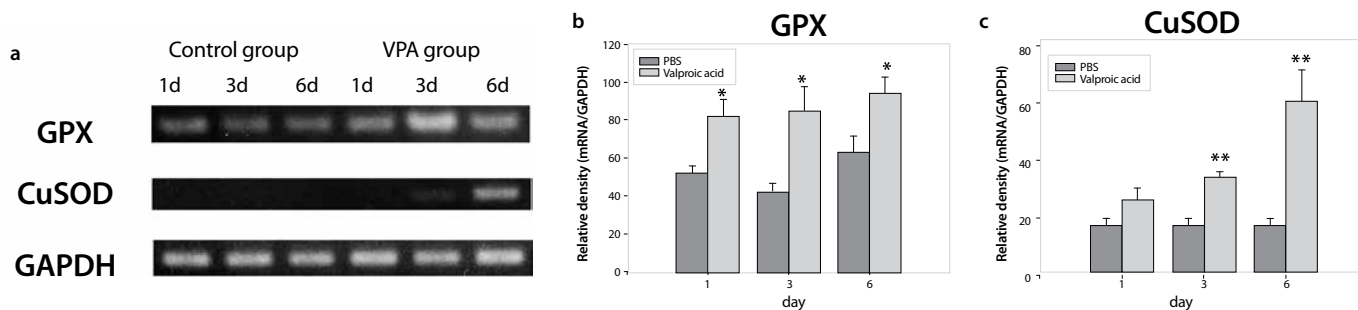 a
Control group VPA group
1d 3d 6d 1d 3d 6d
GPX
CuSOD
GAPDH
b
GPX
120
100
80
60
40
20
0
Relative density (mRNA/GAPDH)
PBS
Valproic acid
* * *
1 3 6
day
c
CuSOD
80
60
40
20
0
Relative density (mRNA/GAPDH)
PBS
Valproic acid
** **
1 3 6
day